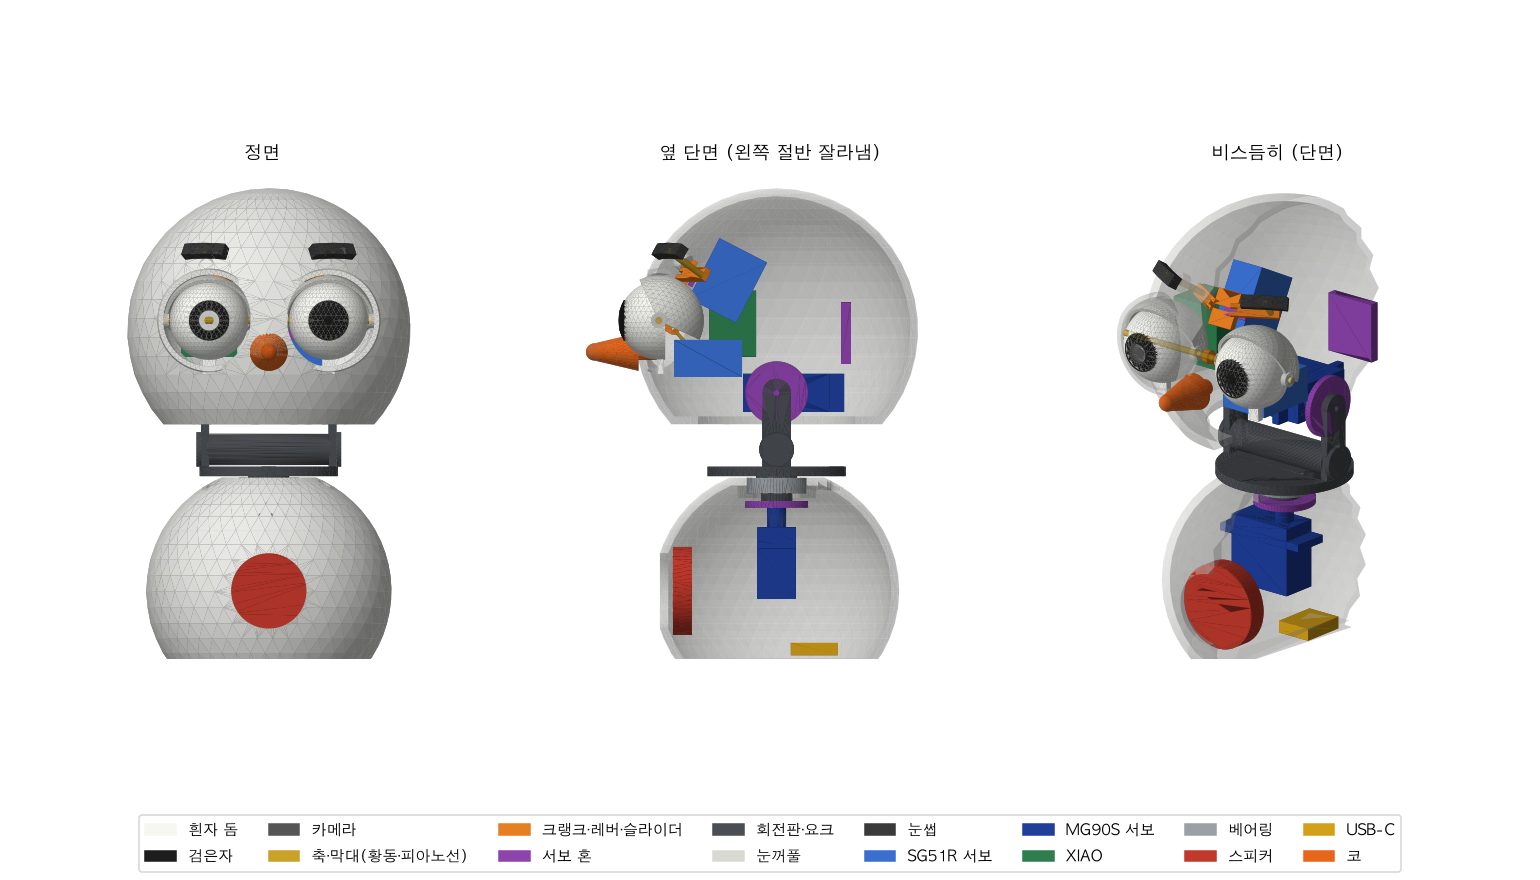 정면
옆 단면 (왼쪽 절반 잘라냄)
비스듬히 (단면)
흰자 돔
카메라
크랭크·레버·슬라이더
회전판·요크
눈썹
MG90S 서보
베어링
USB-C
검은자
축·막대(황동·피아노선)
서보 혼
눈꺼풀
SG51R 서보
XIAO
스피커
코